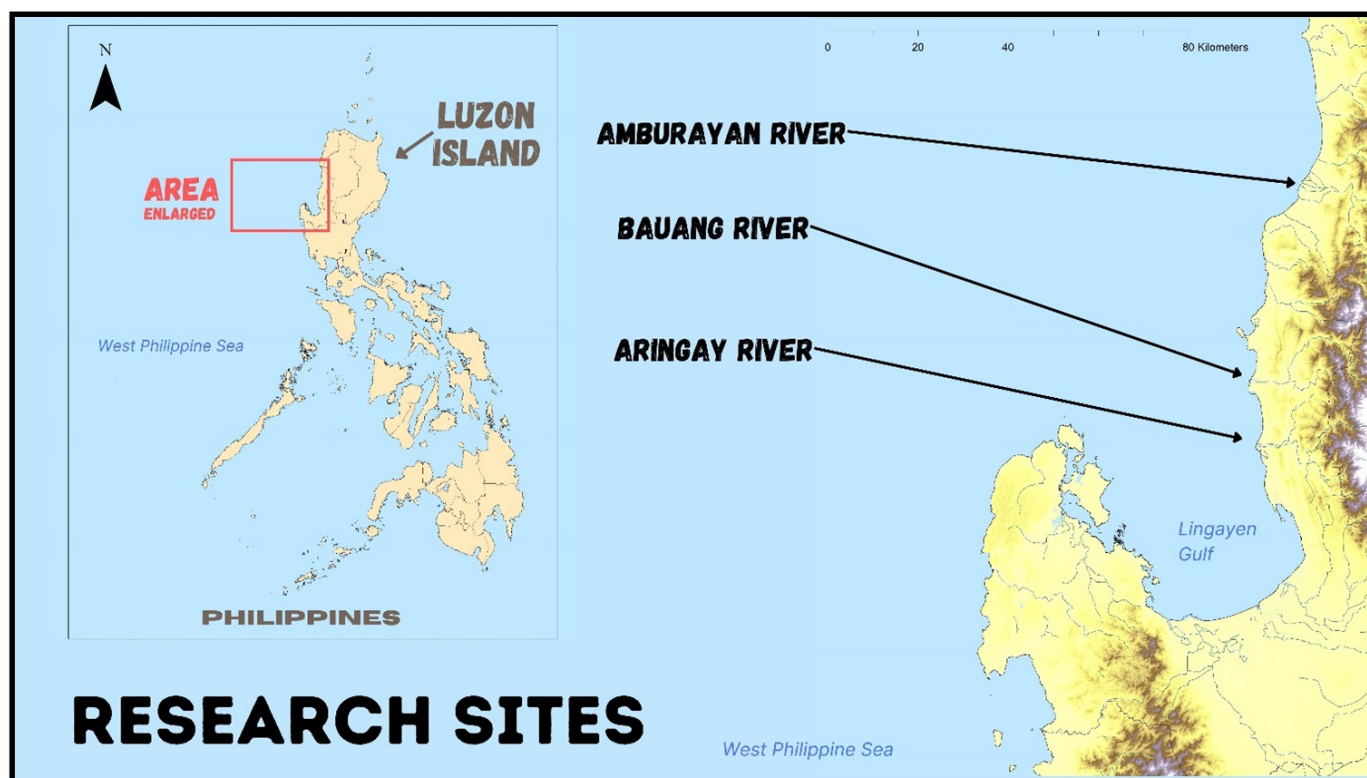 N
LUZON
ISLAND
AREA
ENLARGED
West Philippine Sea
PHILIPPINES
RESEARCH SITES
0 20 40 80 Kilometers
AMBURAYAN RIVER
BAUANG RIVER
ARINGAY RIVER
Lingayen
Gulf
West Philippine Sea